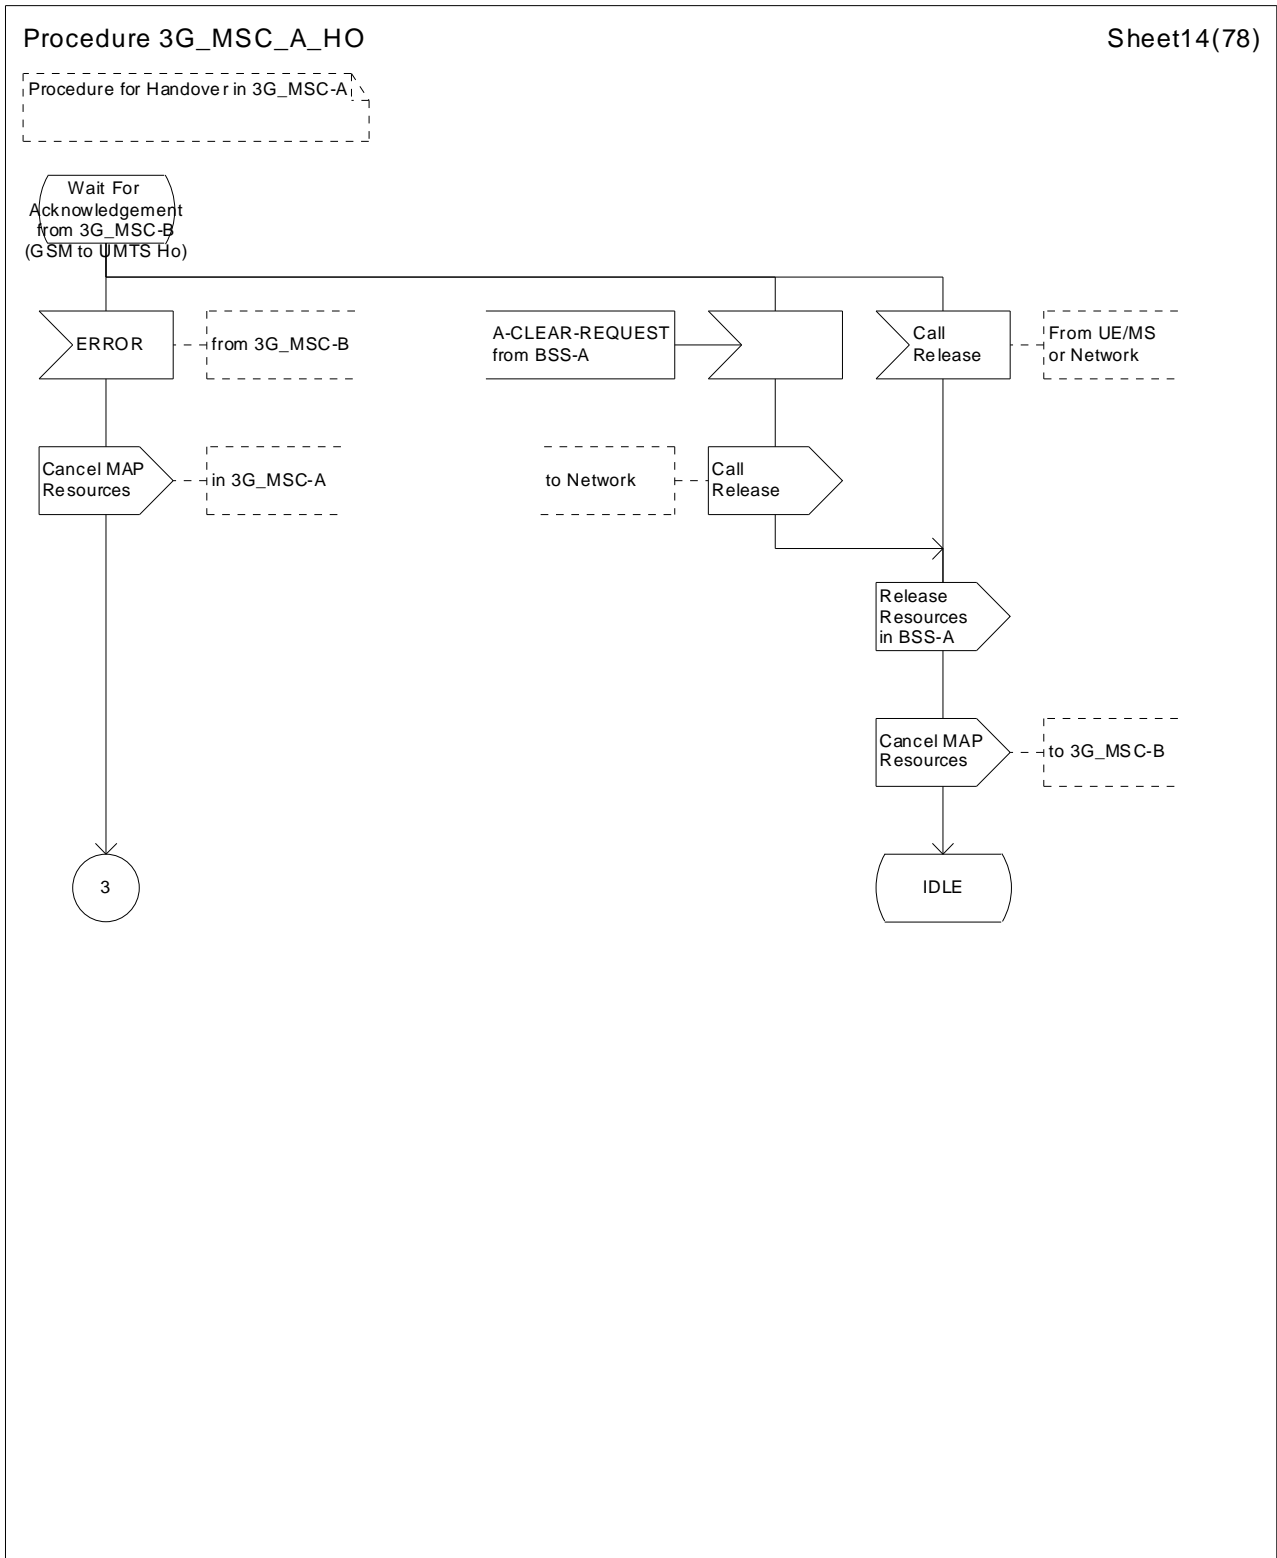 Procedure 3G_MSC_A_HO
Sheet14(78)
Procedure for Handover in 3G_MSC-A
Wait For
Acknowledgement
from 3G_MSC-B
(GSM to UMTS Ho)
ERROR
from 3G_MSC-B
A-CLEAR-REQUEST
from BSS-A
Call
Release
From UE/MS
or Network
Cancel MAP
Resources
in 3G_MSC-A
to Network
Call
Release
Release
Resources
in BSS-A
Cancel MAP
Resources
to 3G_MSC-B
3
IDLE